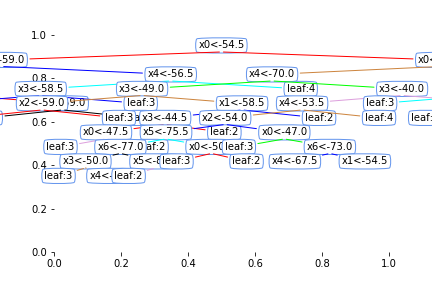 1.0
x0<-54.5
<-59.0
x0<
0.8
x4<-56.5
x4<-70.0
x3<-58.5
x3<-49.0
leaf:4
x3<-40.0
x2<-59.0
9.0
leaf:3
x1<-58.5
x4<-53.5
leaf:3
0.6
leaf:3
x3<-44.5
x2<-54.0
leaf:2
leaf:4
leaf:
x0<-47.5
x5<-75.5
leaf:2
x0<-47.0
leaf:3
x6<-77.0
af:2
leaf:3
x6<-73.0
0.4
x3<-50.0
x5<-8
leaf:3
leaf:2
x4<-67.5
x1<-54.5
leaf:3
x4<-
leaf:2
0.2
0.0
0.0
0.2
0.4
0.6
0.8
1.0